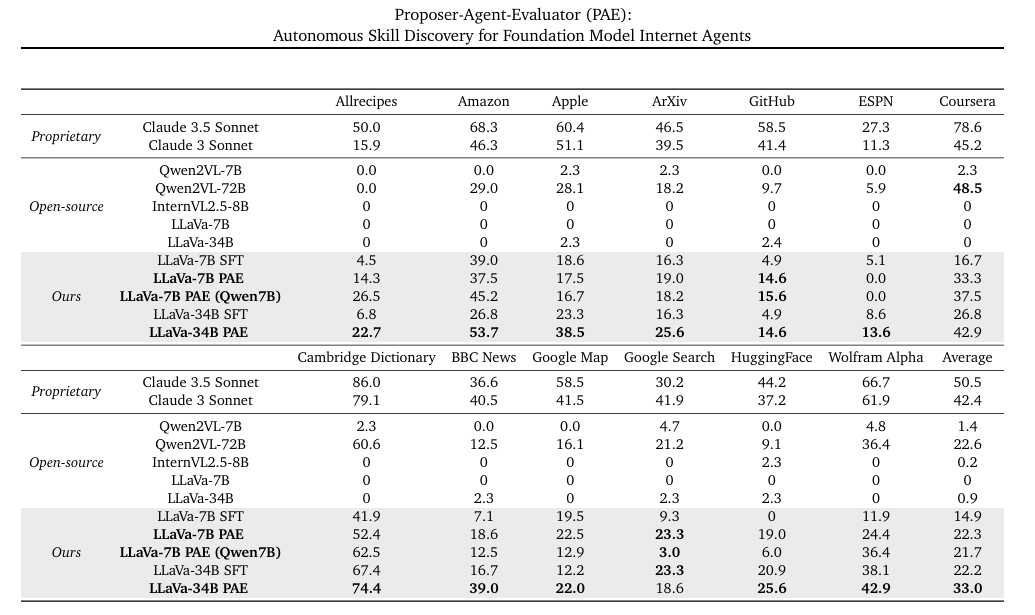 Proposer-Agent-Evaluator (PAE):
Autonomous Skill Discovery for Foundation Model Internet Agents
Allrecipes Amazon Apple ArXiv GitHub ESPN Coursera
Proprietary
Claude 3.5 Sonnet 50.0 68.3 60.4 46.5 58.5 27.3 78.6
Claude 3 Sonnet 15.9 46.3 51.1 39.5 41.4 11.3 45.2
Qwen2VL-7B 0.0 0.0 2.3 2.3 0.0 0.0 2.3
Qwen2VL-72B 0.0 29.0 28.1 18.2 9.7 5.9 48.5
Open-source InternVL2.5-8B 0 0 0 0 0 0 0
LLaVa-7B 0 0 0 0 0 0 0
LLaVa-34B 0 0 2.3 0 2.4 0 0
LLaVa-7B SFT 4.5 39.0 18.6 16.3 4.9 5.1 16.7
LLaVa-7B PAE 14.3 37.5 17.5 19.0 14.6 0.0 33.3
Ours LLaVa-7B PAE (Qwen7B) 26.5 45.2 16.7 18.2 15.6 0.0 37.5
LLaVa-34B SFT 6.8 26.8 23.3 16.3 4.9 8.6 26.8
LLaVa-34B PAE 22.7 53.7 38.5 25.6 14.6 13.6 42.9
Cambridge Dictionary BBC News Google Map Google Search HuggingFace Wolfram Alpha Average
Proprietary
Claude 3.5 Sonnet 86.0 36.6 58.5 30.2 44.2 66.7 50.5
Claude 3 Sonnet 79.1 40.5 41.5 41.9 37.2 61.9 42.4
Qwen2VL-7B 2.3 0.0 0.0 4.7 0.0 4.8 1.4
Qwen2VL-72B 60.6 12.5 16.1 21.2 9.1 36.4 22.6
Open-source InternVL2.5-8B 0 0 0 0 2.3 0 0.2
LLaVa-7B 0 0 0 0 0 0 0
LLaVa-34B 0 2.3 0 2.3 2.3 0 0.9
LLaVa-7B SFT 41.9 7.1 19.5 9.3 0 11.9 14.9
LLaVa-7B PAE 52.4 18.6 22.5 23.3 19.0 24.4 22.3
Ours LLaVa-7B PAE (Qwen7B) 62.5 12.5 12.9 3.0 6.0 36.4 21.7
LLaVa-34B SFT 67.4 16.7 12.2 23.3 20.9 38.1 22.2
LLaVa-34B PAE 74.4 39.0 22.0 18.6 25.6 42.9 33.0